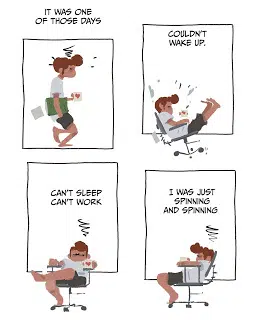 IT WAS ONE
OF THOSE DAYS
COULDN'T
WAKE UP.
CAN'T SLEEP
CAN'T WORK
I WAS JUST
SPINNING
AND SPINNING